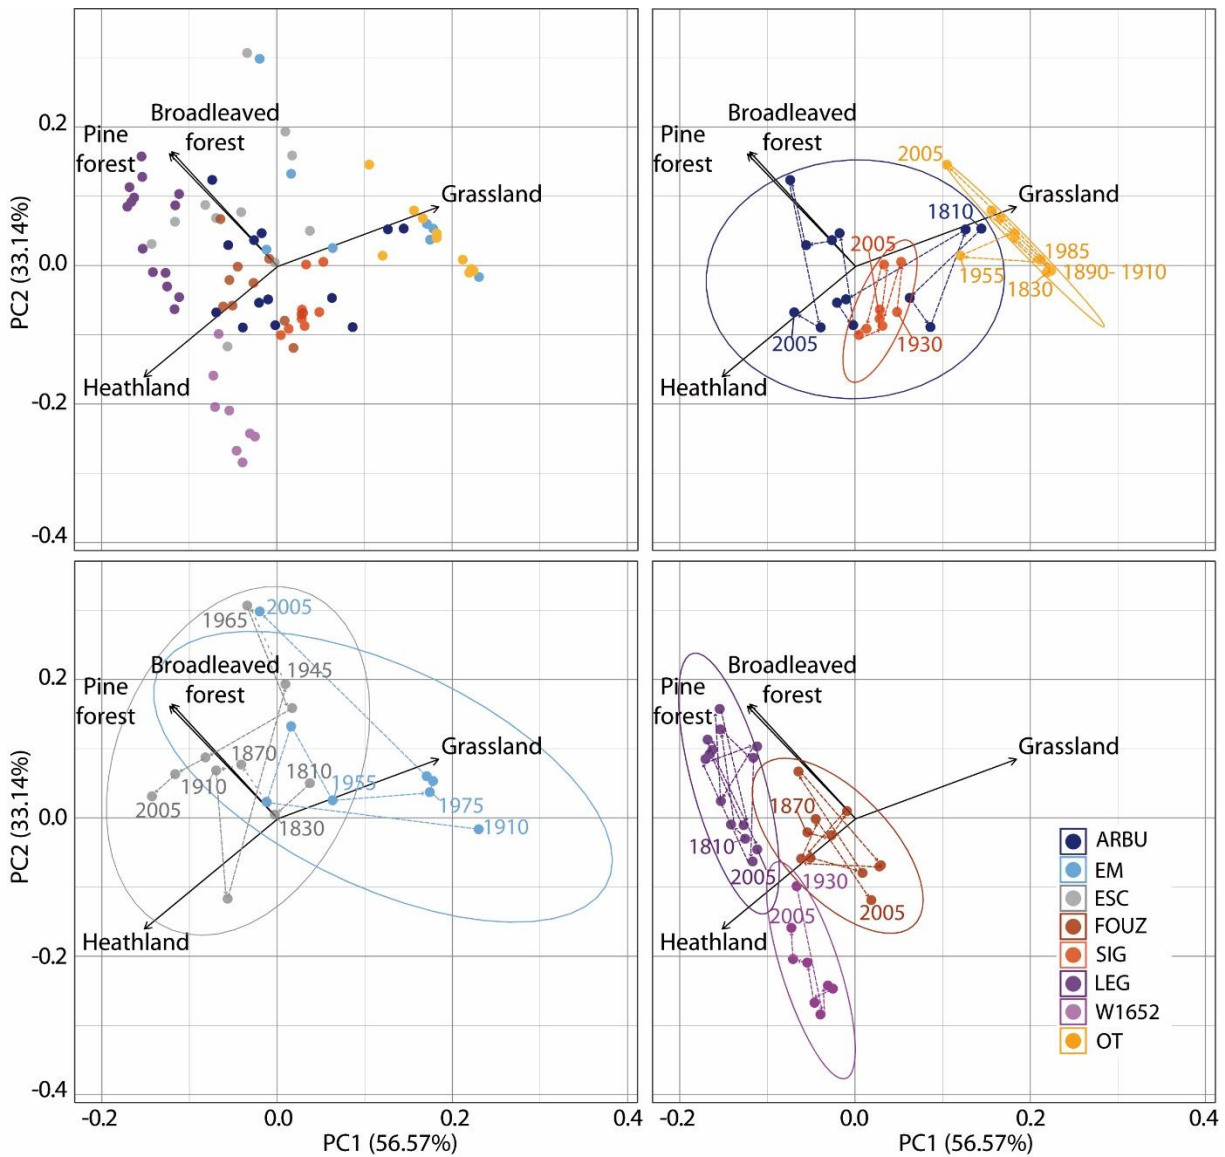 Broadleaved
forest
Pine
forest
Grassland
Heathland
0.2
0.0
-0.2
-0.4
PC2 (33.14%)
Broadleaved
forest
Pine
forest
Grassland
Heathland
2005
1810
2005
1985
1955
1890- 1910
1830
1930
2005
1965
2005
Broadleaved
forest
1945
Pine
forest
Grassland
1870
1810
1910
1955
1975
2005
1830
1910
Heathland
0.2
0.0
-0.2
-0.4
PC2 (33.14%)
-0.2
0.0
0.2
0.4
PC1 (56.57%)
Broadleaved
forest
Pine
forest
Grassland
1870
1810
2005
1930
2005
2005
Heathland
ARBU
EM
ESC
FOUZ
SIG
LEG
W1652
OT
-0.2
0.0
0.2
0.4
PC1 (56.57%)